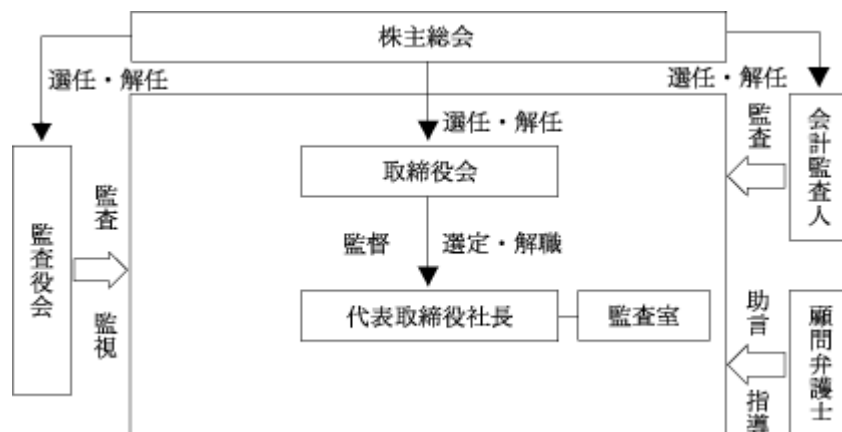 株主総会
選任・解任
選任・解任
選任・解任
取締役会
監督
選定・解職
代表取締役社長
監査室
監査役会
監査
監視
会計監査人
監査
顧問弁護士
助言
指導